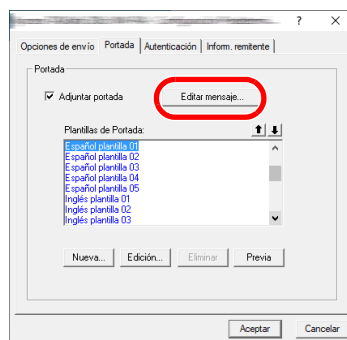 ?
Opciones de envío Portada Autenticación Inform. remitente
Portada
Adjuntar portada Editar mensaje...
Plantillas de Portada:
Español plantilla 01
Español plantilla 02
Español plantilla 03
Español plantilla 04
Español plantilla 05
Inglés plantilla 01
Inglés plantilla 02
Inglés plantilla 03
Nueva... Edición... Eliminar Previa
Aceptar Cancelar